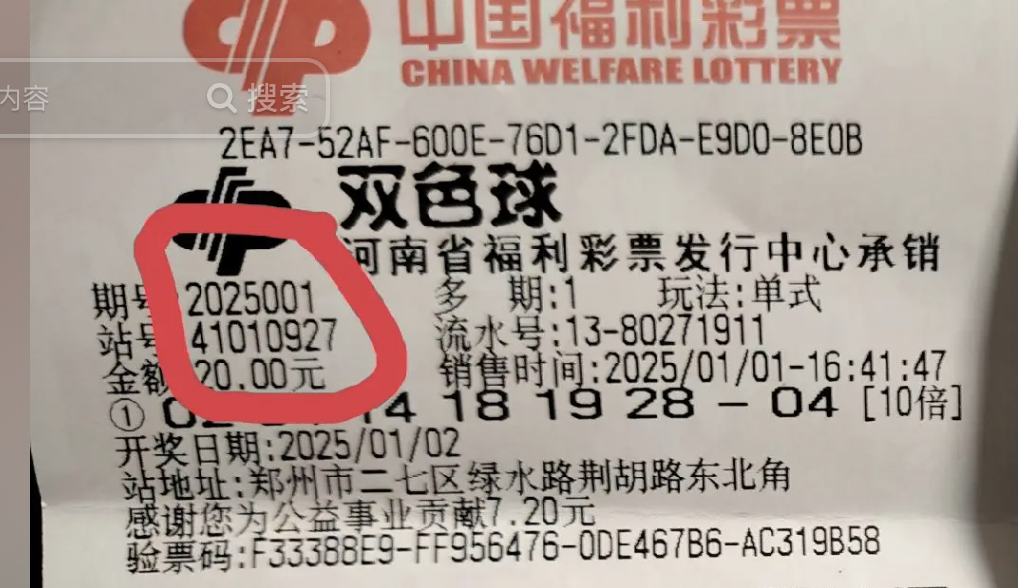 中国福利彩票
CHINA WELFARE LOTTERY
内容 搜索
2EA7-52AF-600E-76D1-2FDA-E9D0-8E0B
双色球
河南省福利彩票发行中心承销
期号:2025001 多 期:1 玩法:单式
站号:41010927 流水号:13-80271911
金额:20.00元 销售时间:2025/01/01-16:41:47
① 14 18 19 28 - 04 [10倍]
开奖日期:2025/01/02
站地址:郑州市二七区绿水路荆胡路东北角
感谢您为公益事业贡献7.20元
验票码:F33388E9-FF956476-0DE467B6-AC319B58